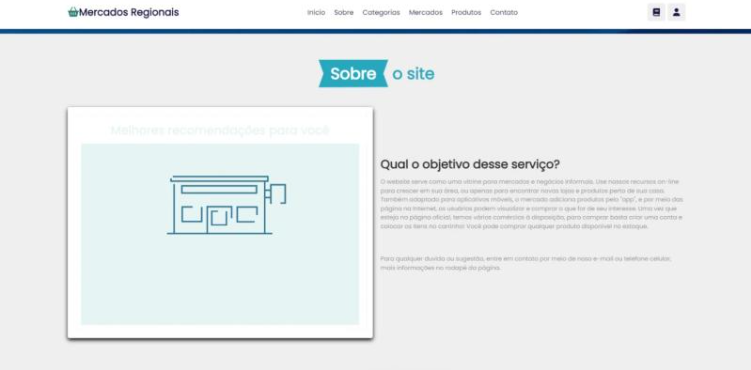 Mercados Regionais
Início Sobre Categorias Mercados Produtos Contato
Sobre o site
Melhores recomendações para você
Qual o objetivo desse serviço?
O website serve como uma vitrine para mercados e negócios informais. Use nossos recursos on-line
para crescer em sua área, ou apenas para encontrar novas lojas e produtos perto de sua casa.
Também adaptado para aplicativos móveis, o mercado adiciona produtos pelo "app", e por meio da
página na internet, os usuários podem visualizar e comprar o que for de seu interesse. Uma vez que
esteja na página oficial, temos vários comércios à disposição, para comprar basta criar uma conta e
colocar os itens no carrinho! Você pode comprar qualquer produto disponível no estoque.
Para qualquer dúvida ou sugestão, entre em contato por meio de nosso e-mail ou telefone celular,
mais informações no rodapé da página.